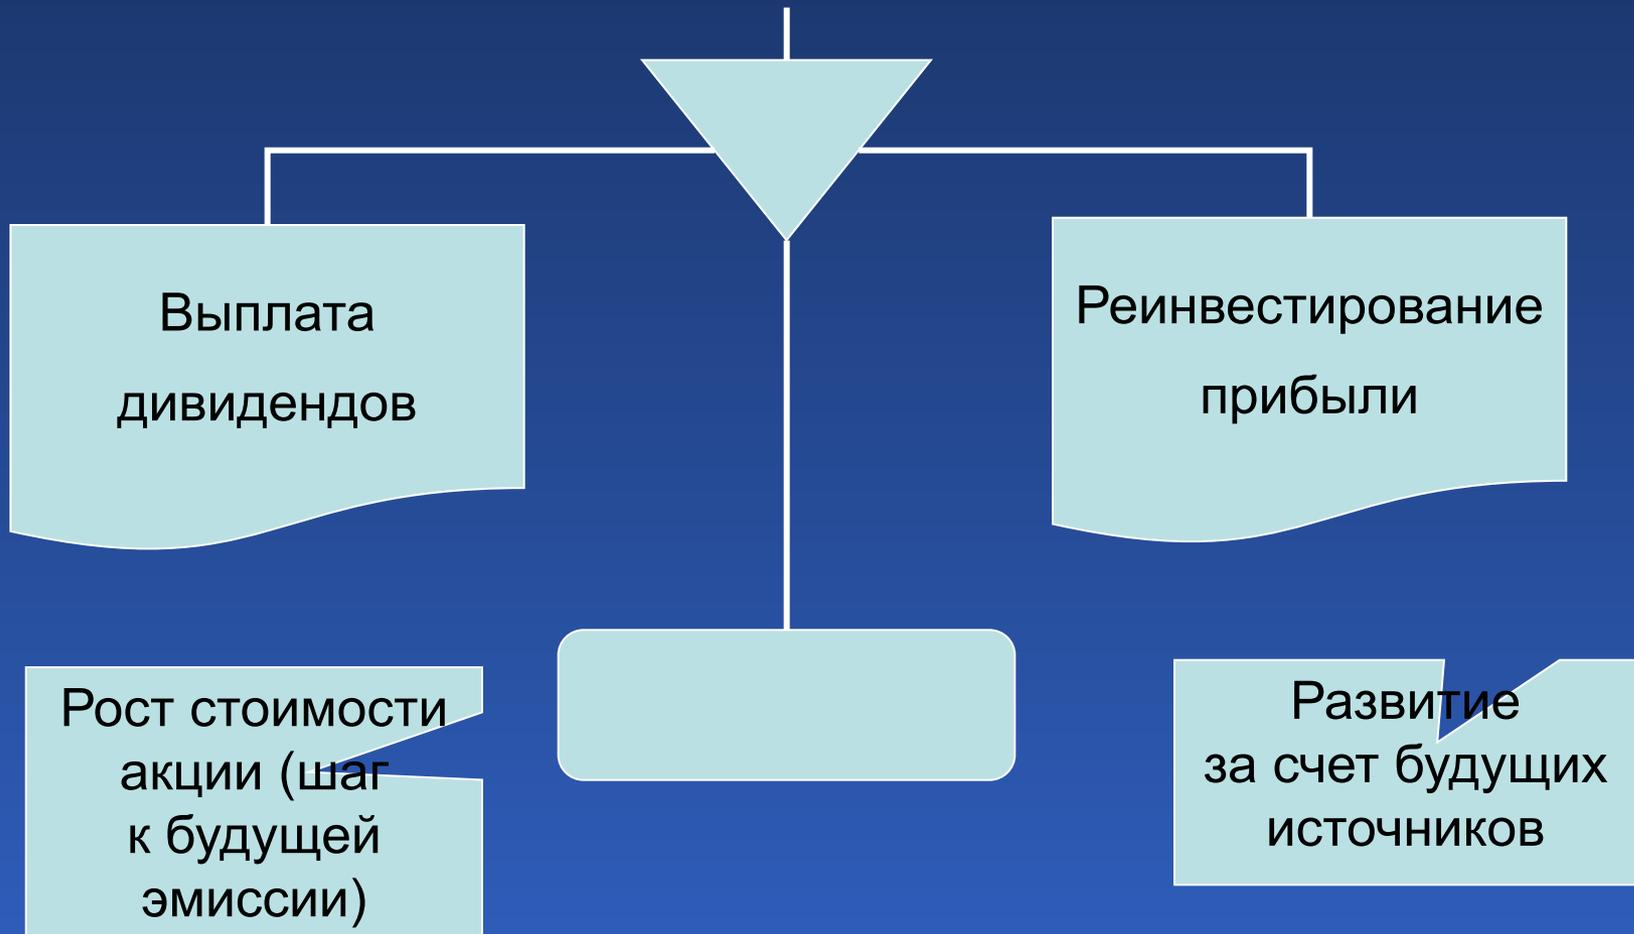 Выплата
дивидендов
Реинвестирование
прибыли
Рост стоимости
акции (шаг
к будущей
эмиссии)
Развитие
за счет будущих
источников